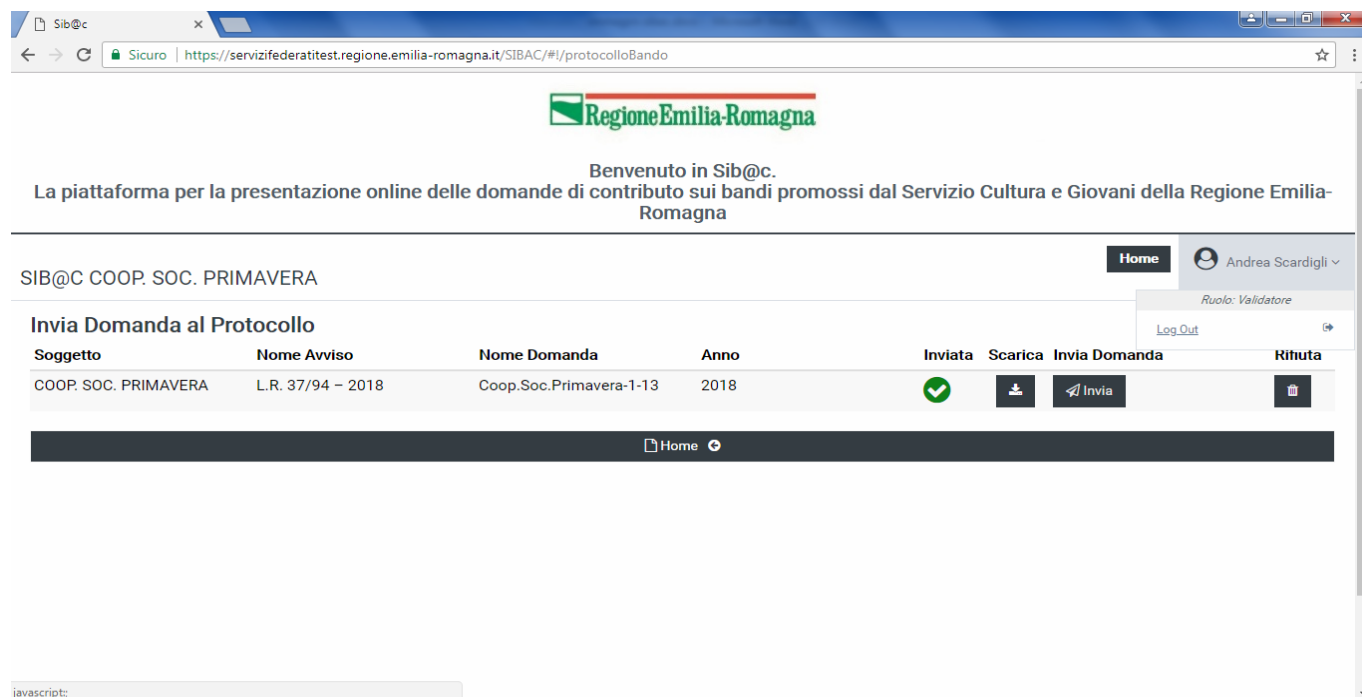 Sib@c
Sicuro | https://servizifederatitest.regione.emilia-romagna.it/SIBAC/#!/protocolloBando
RegioneEmilia-Romagna
Benvenuto in Sib@c.
La piattaforma per la presentazione online delle domande di contributo sui bandi promossi dal Servizio Cultura e Giovani della Regione Emilia-
Romagna
Home Andrea Scardigli
SIB@C COOP. SOC. PRIMAVERA
Ruolo: Validatore
Invia Domanda al Protocollo
Log Out
Soggetto Nome Avviso Nome Domanda Anno Inviata Scarica Invia Domanda Rifiuta
COOP. SOC. PRIMAVERA L.R. 37/94 – 2018 Coop.Soc.Primavera-1-13 2018 Invia
Home
javascript:;